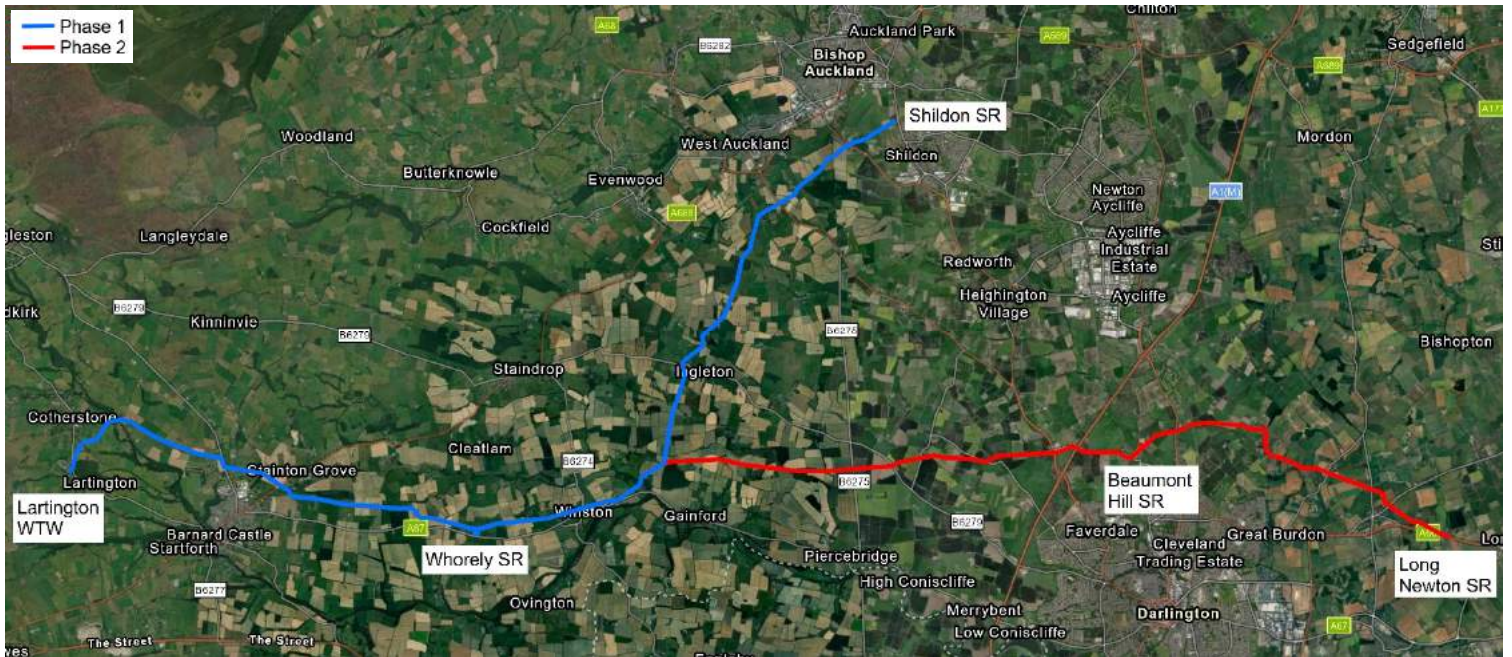 Phase 1
Phase 2
A68
B6282
Auckland Park
Bishop
Auckland
A689
Chilton
Sedgefield
A689
A177
Shildon SR
Woodland
West Auckland
Shildon
Mordon
Butterknowle
Evenwood
A688
Newton
Aycliffe
A1(M)
Cockfield
Langleydale
Aycliffe
Industrial
Estate
Redworth
Heighington
Village
Aycliffe
B6279
Kinninvie
B6279
B6275
Bishopton
Staindrop
Ingleton
Cotherstone
Cleatlam
B6274
Stainton Grove
Lartington
Lartington
WTW
B6275
Beaumont
Hill SR
Winston
Gainford
A67
Barnard Castle
Startforth
Whorely SR
B6279
Faverdale
Cleveland
Trading Estate
Great Burdon
A66
Long
Newton SR
Piercebridge
High Coniscliffe
B6277
Ovington
Merrybent
Darlington
Low Coniscliffe
A67
The Street
The Street